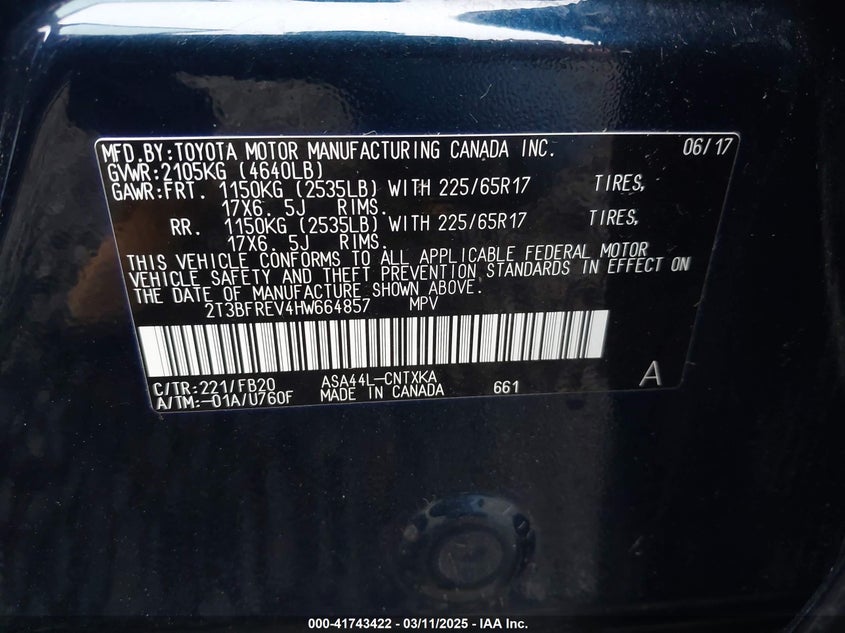 MFD.BY:TOYOTA MOTOR MANUFACTURING CANADA INC. 06/17
GVWR:2105KG (4640LB)
GAWR:FRT. 1150KG (2535LB) WITH 225/65R17 TIRES,
17X6. 5J RIMS.
RR. 1150KG (2535LB) WITH 225/65R17 TIRES,
17X6. 5J RIMS.
THIS VEHICLE CONFORMS TO ALL APPLICABLE FEDERAL MOTOR
VEHICLE SAFETY AND THEFT PREVENTION STANDARDS IN EFFECT ON
THE DATE OF MANUFACTURE SHOWN ABOVE.
2T3BFREV4HW664857 MPV
C/TR:221/FB20 ASA44L-CNTXKA 661 A
A/TM:-01A/U760F MADE IN CANADA
000-41743422 - 03/11/2025 - IAA Inc.